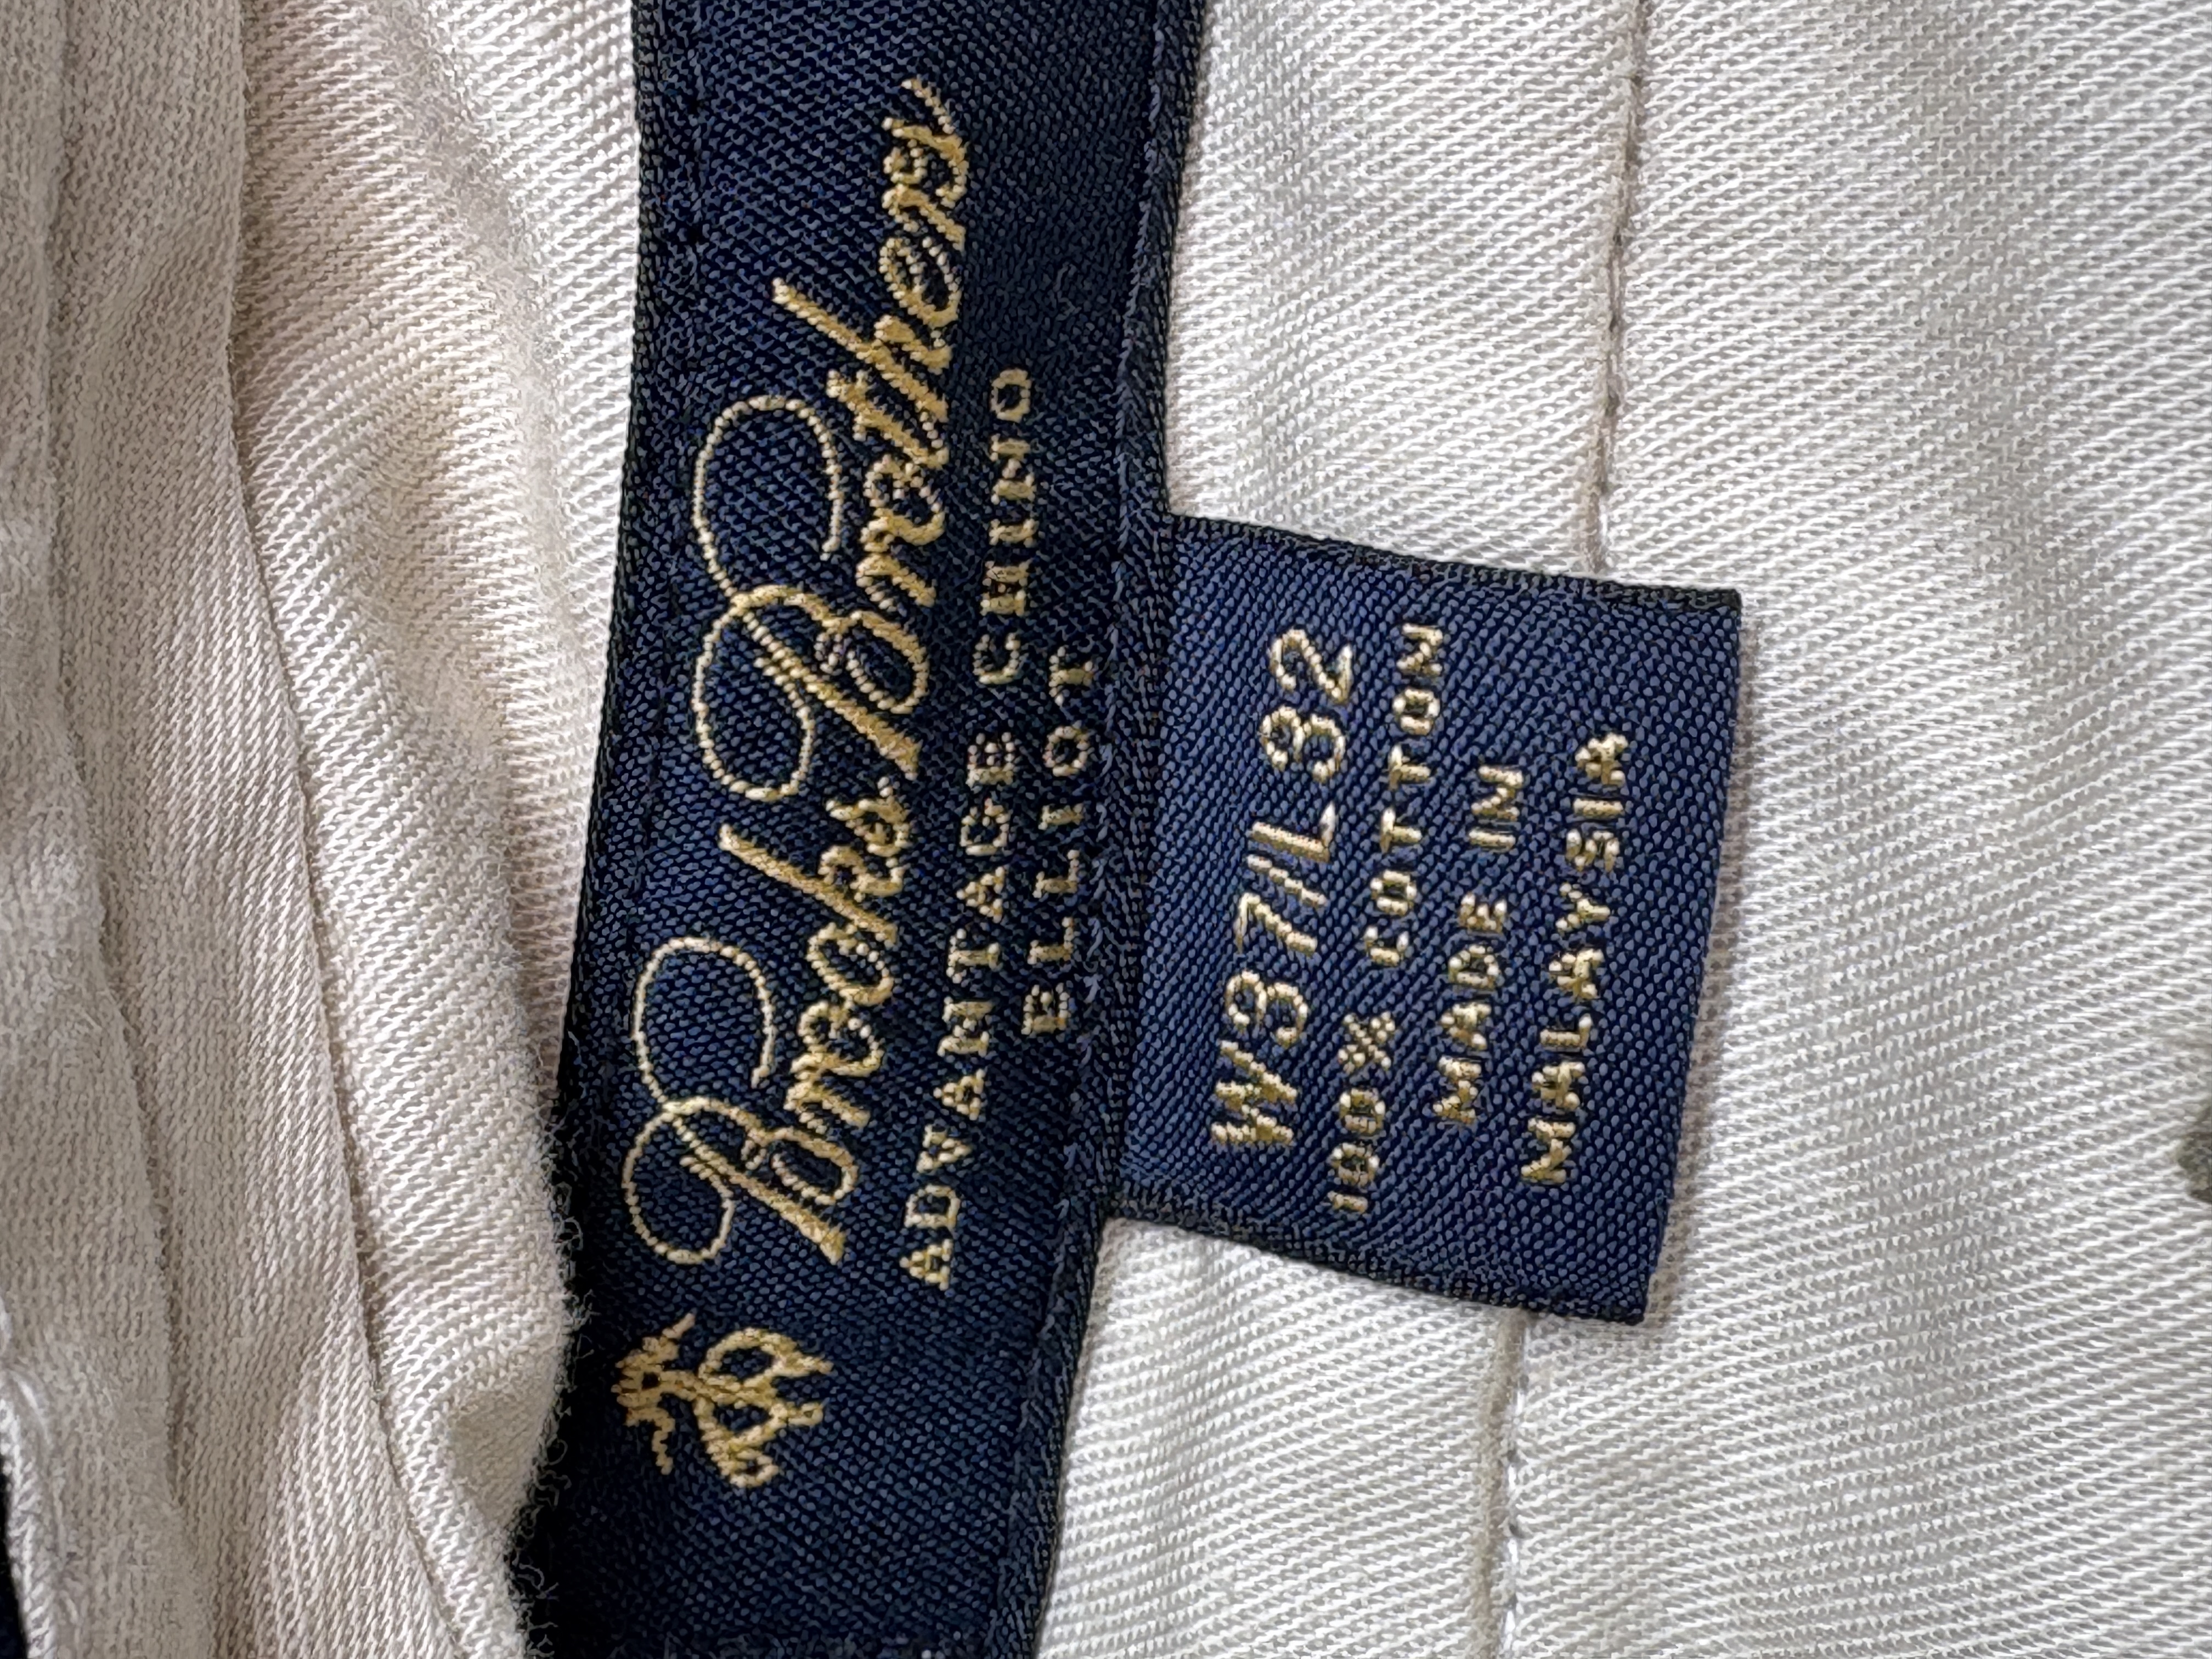 Brooks Brothers
ADVANTAGE CHINO
ELLIOT
W37/L32
100% COTTON
MADE IN
MALAYSIA